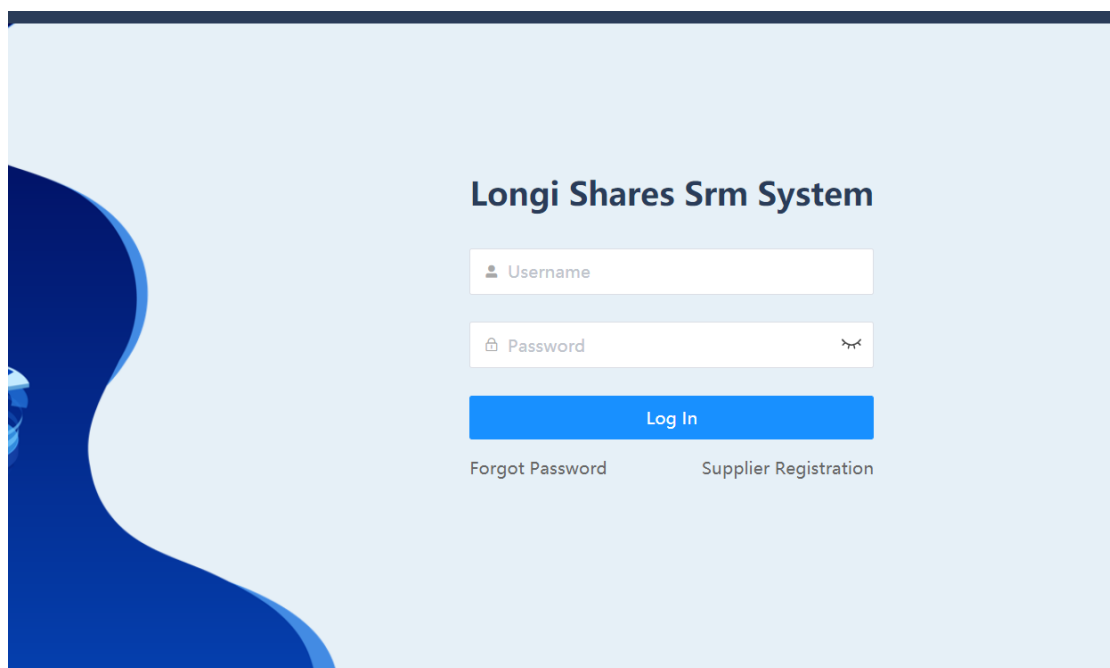 Longi Shares Srm System
Username
Password
Log In
Forgot Password
Supplier Registration